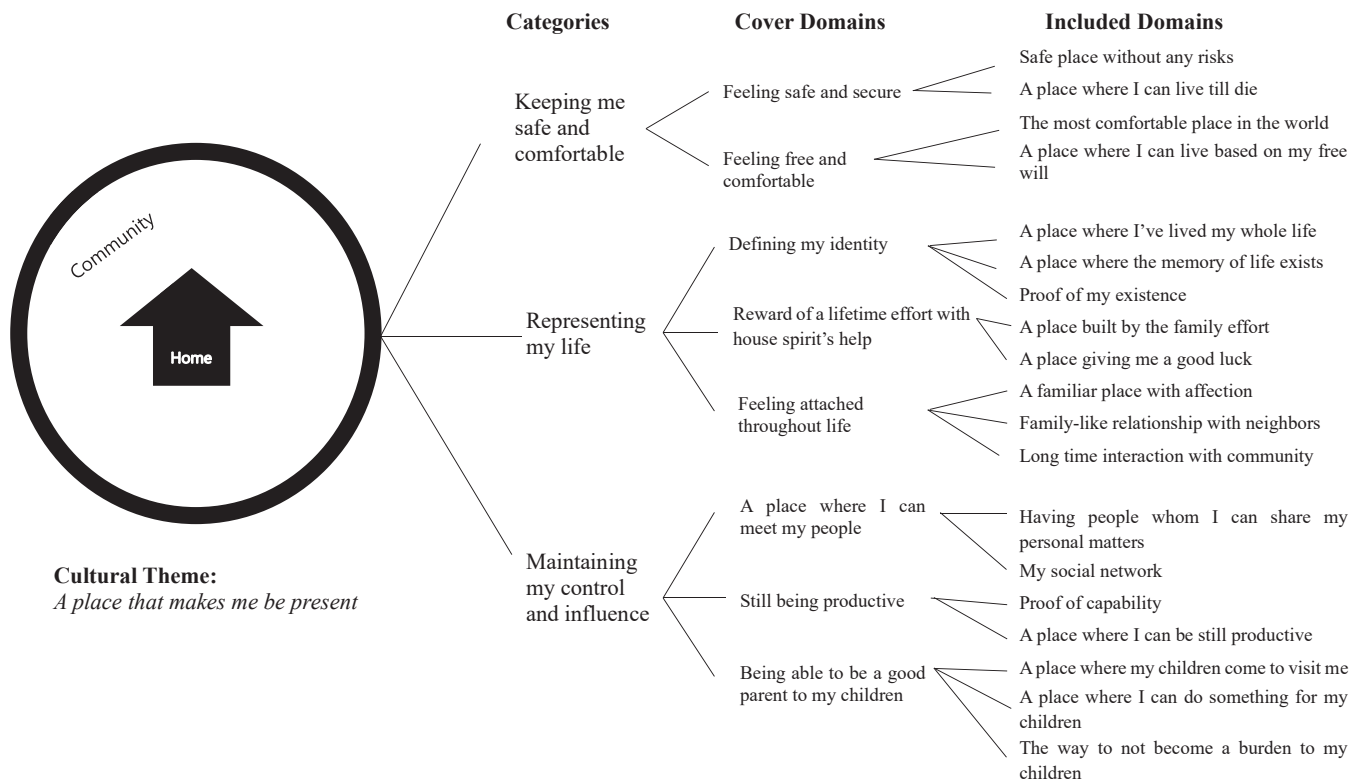 Categories
Cover Domains
Included Domains
Community
Home
Cultural Theme:
A place that makes me be present
Keeping me
safe and
comfortable
Feeling safe and secure
Safe place without any risks
A place where I can live till die
Feeling free and
comfortable
The most comfortable place in the world
A place where I can live based on my free
will
Representing
my life
Defining my identity
A place where I’ve lived my whole life
A place where the memory of life exists
Proof of my existence
Reward of a lifetime effort with
house spirit’s help
A place built by the family effort
A place giving me a good luck
Feeling attached
throughout life
A familiar place with affection
Family-like relationship with neighbors
Long time interaction with community
Maintaining
my control
and influence
A place where I can
meet my people
Having people whom I can share my
personal matters
My social network
Still being productive
Proof of capability
A place where I can be still productive
Being able to be a good
parent to my children
A place where my children come to visit me
A place where I can do something for my
children
The way to not become a burden to my
children